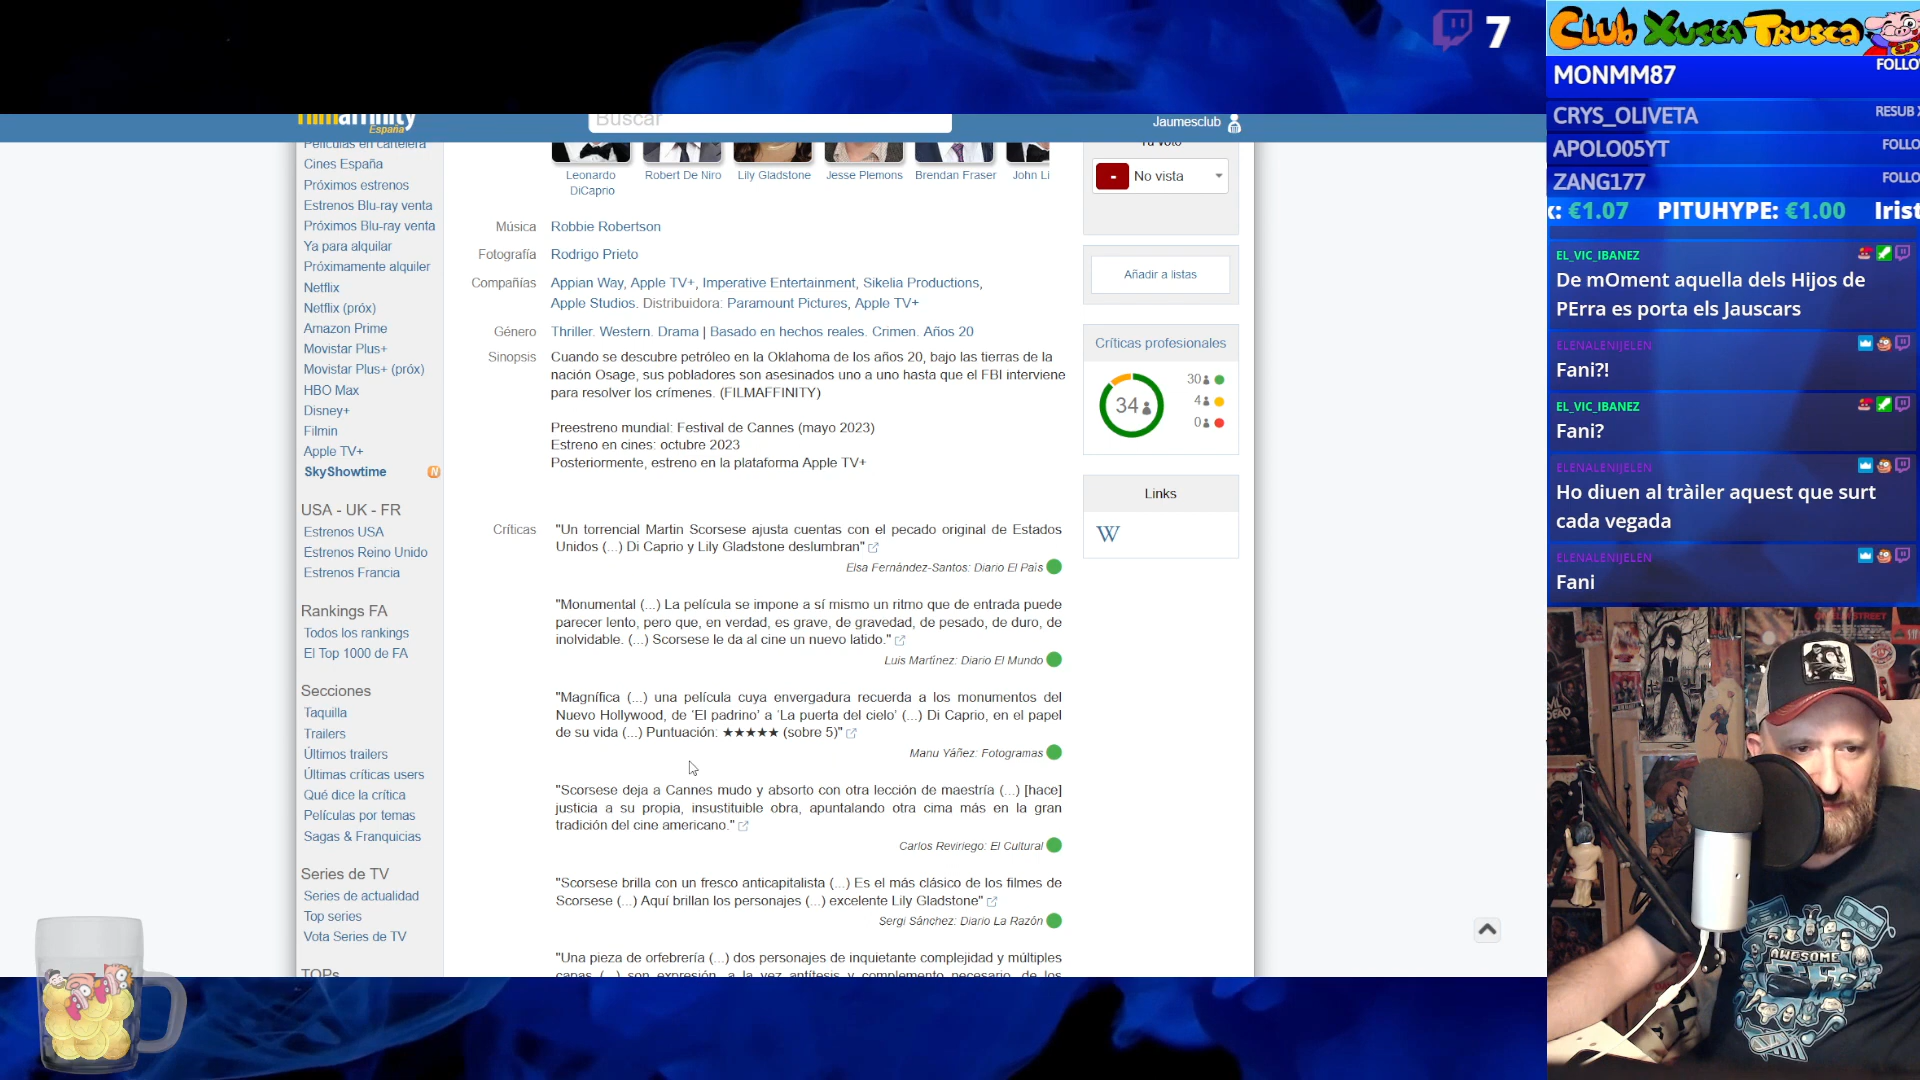 7
filmaffinity
España
Buscar
Jaumesclub
Películas en cartelera
Cines España
Próximos estrenos
Estrenos Blu-ray venta
Próximos Blu-ray venta
Ya para alquilar
Próximamente alquiler
Netflix
Netflix (próx)
Amazon Prime
Movistar Plus+
Movistar Plus+ (próx)
HBO Max
Disney+
Filmin
Apple TV+
SkyShowtime
N
USA - UK - FR
Estrenos USA
Estrenos Reino Unido
Estrenos Francia
Rankings FA
Todos los rankings
El Top 1000 de FA
Secciones
Taquilla
Trailers
Últimos trailers
Últimas críticas users
Qué dice la crítica
Películas por temas
Sagas & Franquicias
Series de TV
Series de actualidad
Top series
Vota Series de TV
TOPs
Leonardo
DiCaprio
Robert De Niro
Lily Gladstone
Jesse Plemons
Brendan Fraser
John Li
Música
Robbie Robertson
Fotografía
Rodrigo Prieto
Compañías
Appian Way, Apple TV+, Imperative Entertainment, Sikelia Productions,
Apple Studios. Distribuidora: Paramount Pictures, Apple TV+
Género
Thriller. Western. Drama | Basado en hechos reales. Crimen. Años 20
Sinopsis
Cuando se descubre petróleo en la Oklahoma de los años 20, bajo las tierras de la
nación Osage, sus pobladores son asesinados uno a uno hasta que el FBI interviene
para resolver los crímenes. (FILMAFFINITY)
Preestreno mundial: Festival de Cannes (mayo 2023)
Estreno en cines: octubre 2023
Posteriormente, estreno en la plataforma Apple TV+
Críticas
"Un torrencial Martin Scorsese ajusta cuentas con el pecado original de Estados
Unidos (...) Di Caprio y Lily Gladstone deslumbran"
Elsa Fernández-Santos: Diario El País
"Monumental (...) La película se impone a sí mismo un ritmo que de entrada puede
parecer lento, pero que, en verdad, es grave, de gravedad, de pesado, de duro, de
inolvidable. (...) Scorsese le da al cine un nuevo latido."
Luis Martínez: Diario El Mundo
"Magnífica (...) una película cuya envergadura recuerda a los monumentos del
Nuevo Hollywood, de 'El padrino' a 'La puerta del cielo' (...) Di Caprio, en el papel
de su vida (...) Puntuación: ★★★★★ (sobre 5)"
Manu Yáñez: Fotogramas
"Scorsese deja a Cannes mudo y absorto con otra lección de maestría (...) [hace]
justicia a su propia, insustituible obra, apuntalando otra cima más en la gran
tradición del cine americano."
Carlos Reviriego: El Cultural
"Scorsese brilla con un fresco anticapitalista (...) Es el más clásico de los filmes de
Scorsese (...) Aquí brillan los personajes (...) excelente Lily Gladstone"
Sergi Sánchez: Diario La Razón
"Una pieza de orfebrería (...) dos personajes de inquietante complejidad y múltiples
capas (...) son expresión, a la vez antítesis y complemento necesario, de los
Tu voto
- No vista
Añadir a listas
Críticas profesionales
34
30
4
0
Links
W
Club Xusca Trusca
MONMM87
FOLLO
CRYS_OLIVETA
RESUB X
APOLO05YT
FOLLO
ZANG177
FOLLO
x: €1.07 PITUHYPE: €1.00 Irist
EL_VIC_IBANEZ
De mOment aquella dels Hijos de
PErra es porta els Jauscars
ELENALENIJELEN
Fani?!
EL_VIC_IBANEZ
Fani?
ELENALENIJELEN
Ho diuen al tràiler aquest que surt
cada vegada
ELENALENIJELEN
Fani
AWESOME